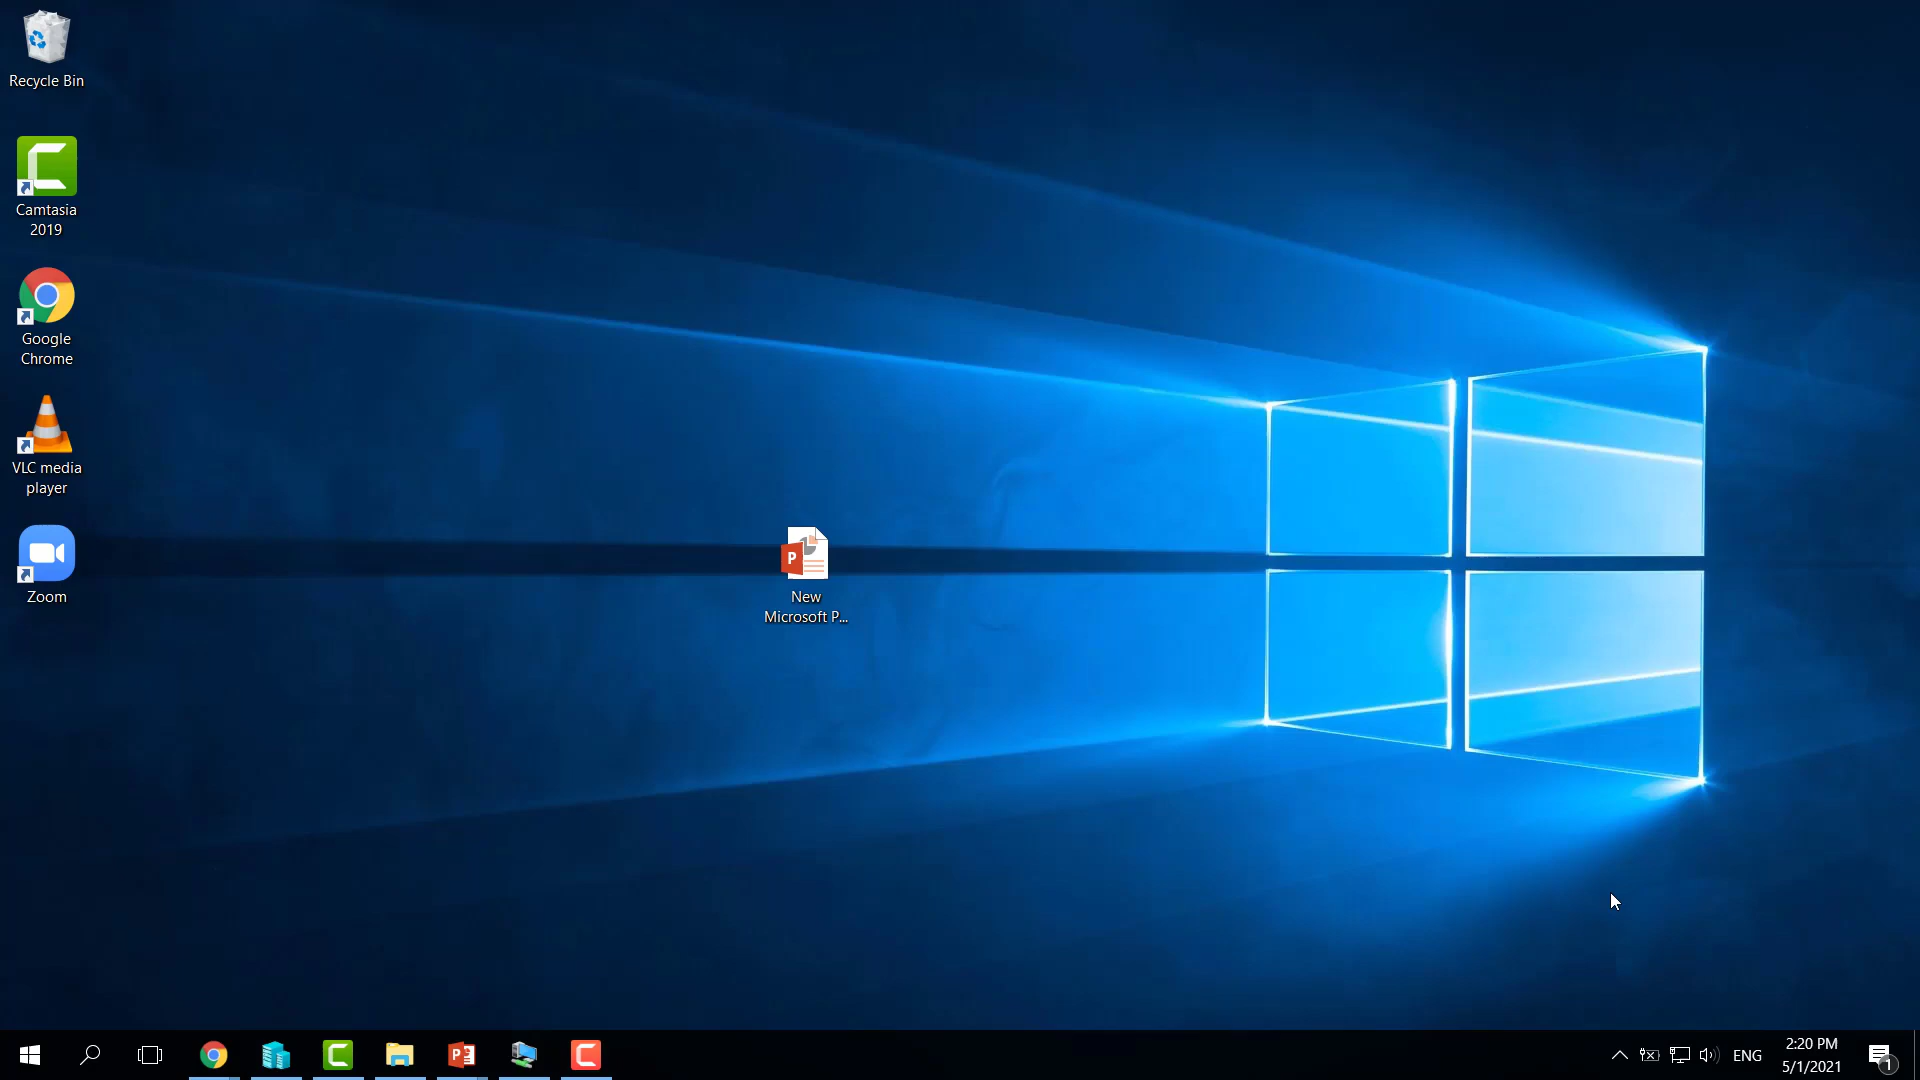 Recycle Bin
Camtasia
2019
Google
Chrome
VLC media
player
Zoom
P
New
Microsoft P...
P
ENG
2:20 PM
5/1/2021
1